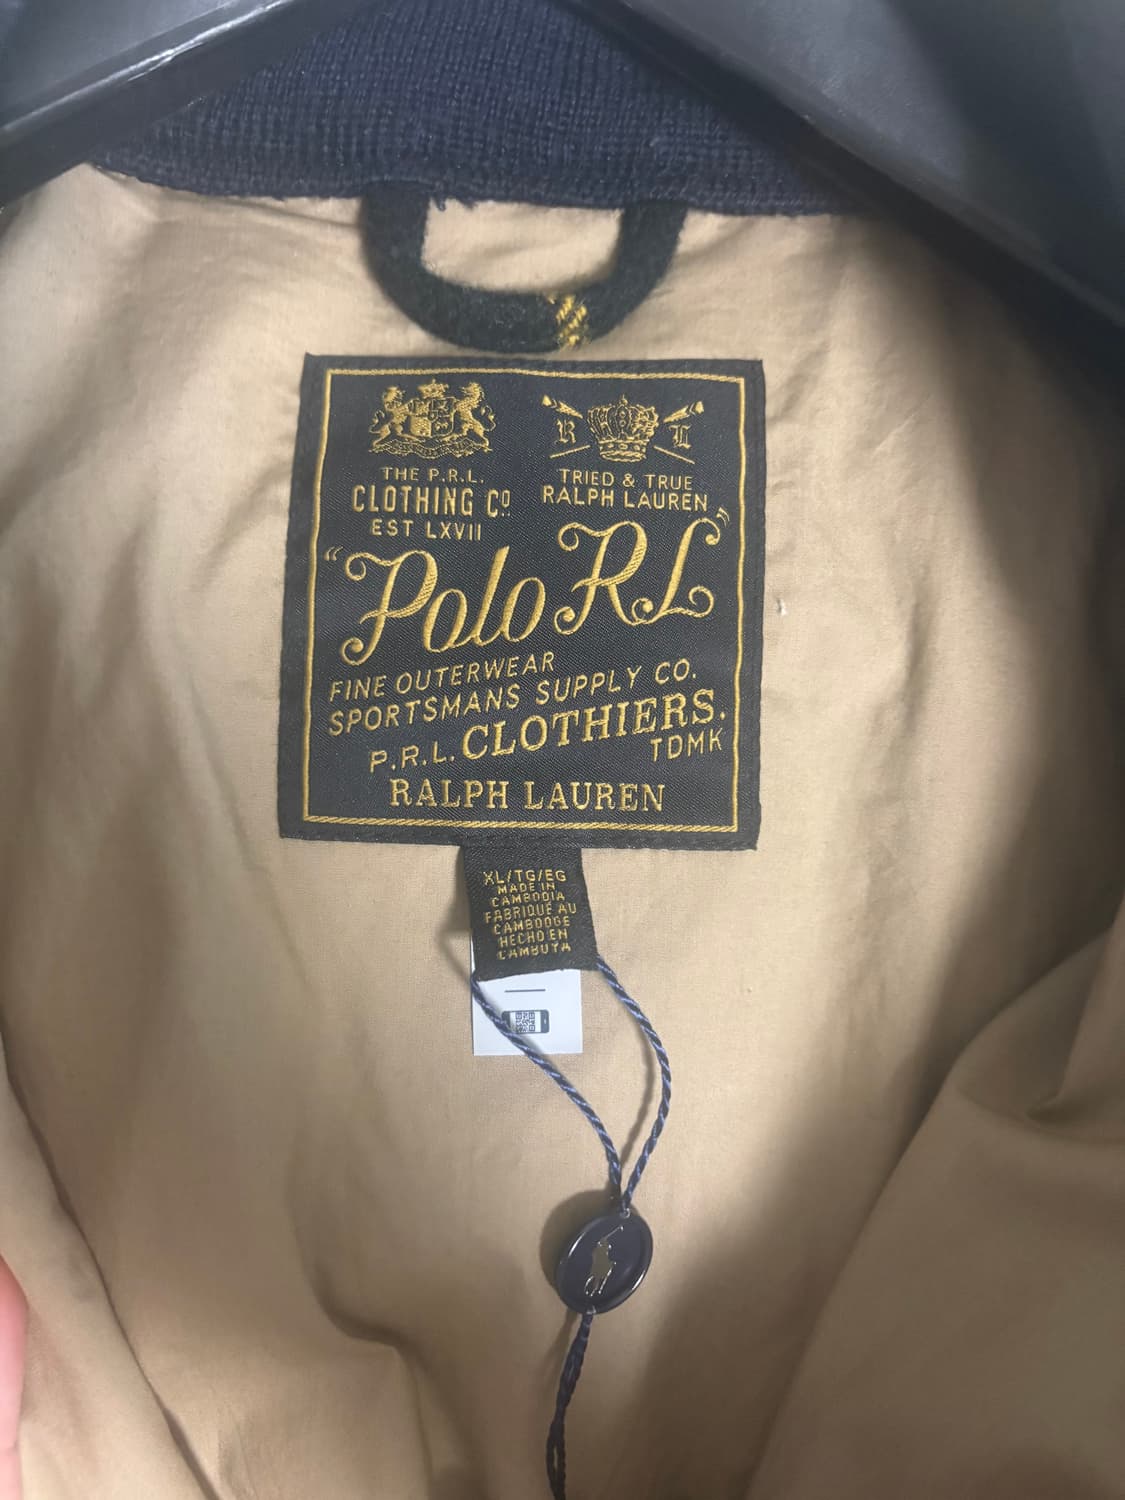 R L
THE P.R.L.
CLOTHING Cº.
EST LXVII
TRIED & TRUE
RALPH LAUREN
"Polo RL"
FINE OUTERWEAR
SPORTSMANS SUPPLY CO.
P.R.L. CLOTHIERS.
TDMK
RALPH LAUREN
XL/TG/EG
MADE IN
CAMBODIA
FABRIQUÉ AU
CAMBODGE
HECHO EN
CAMBOYA